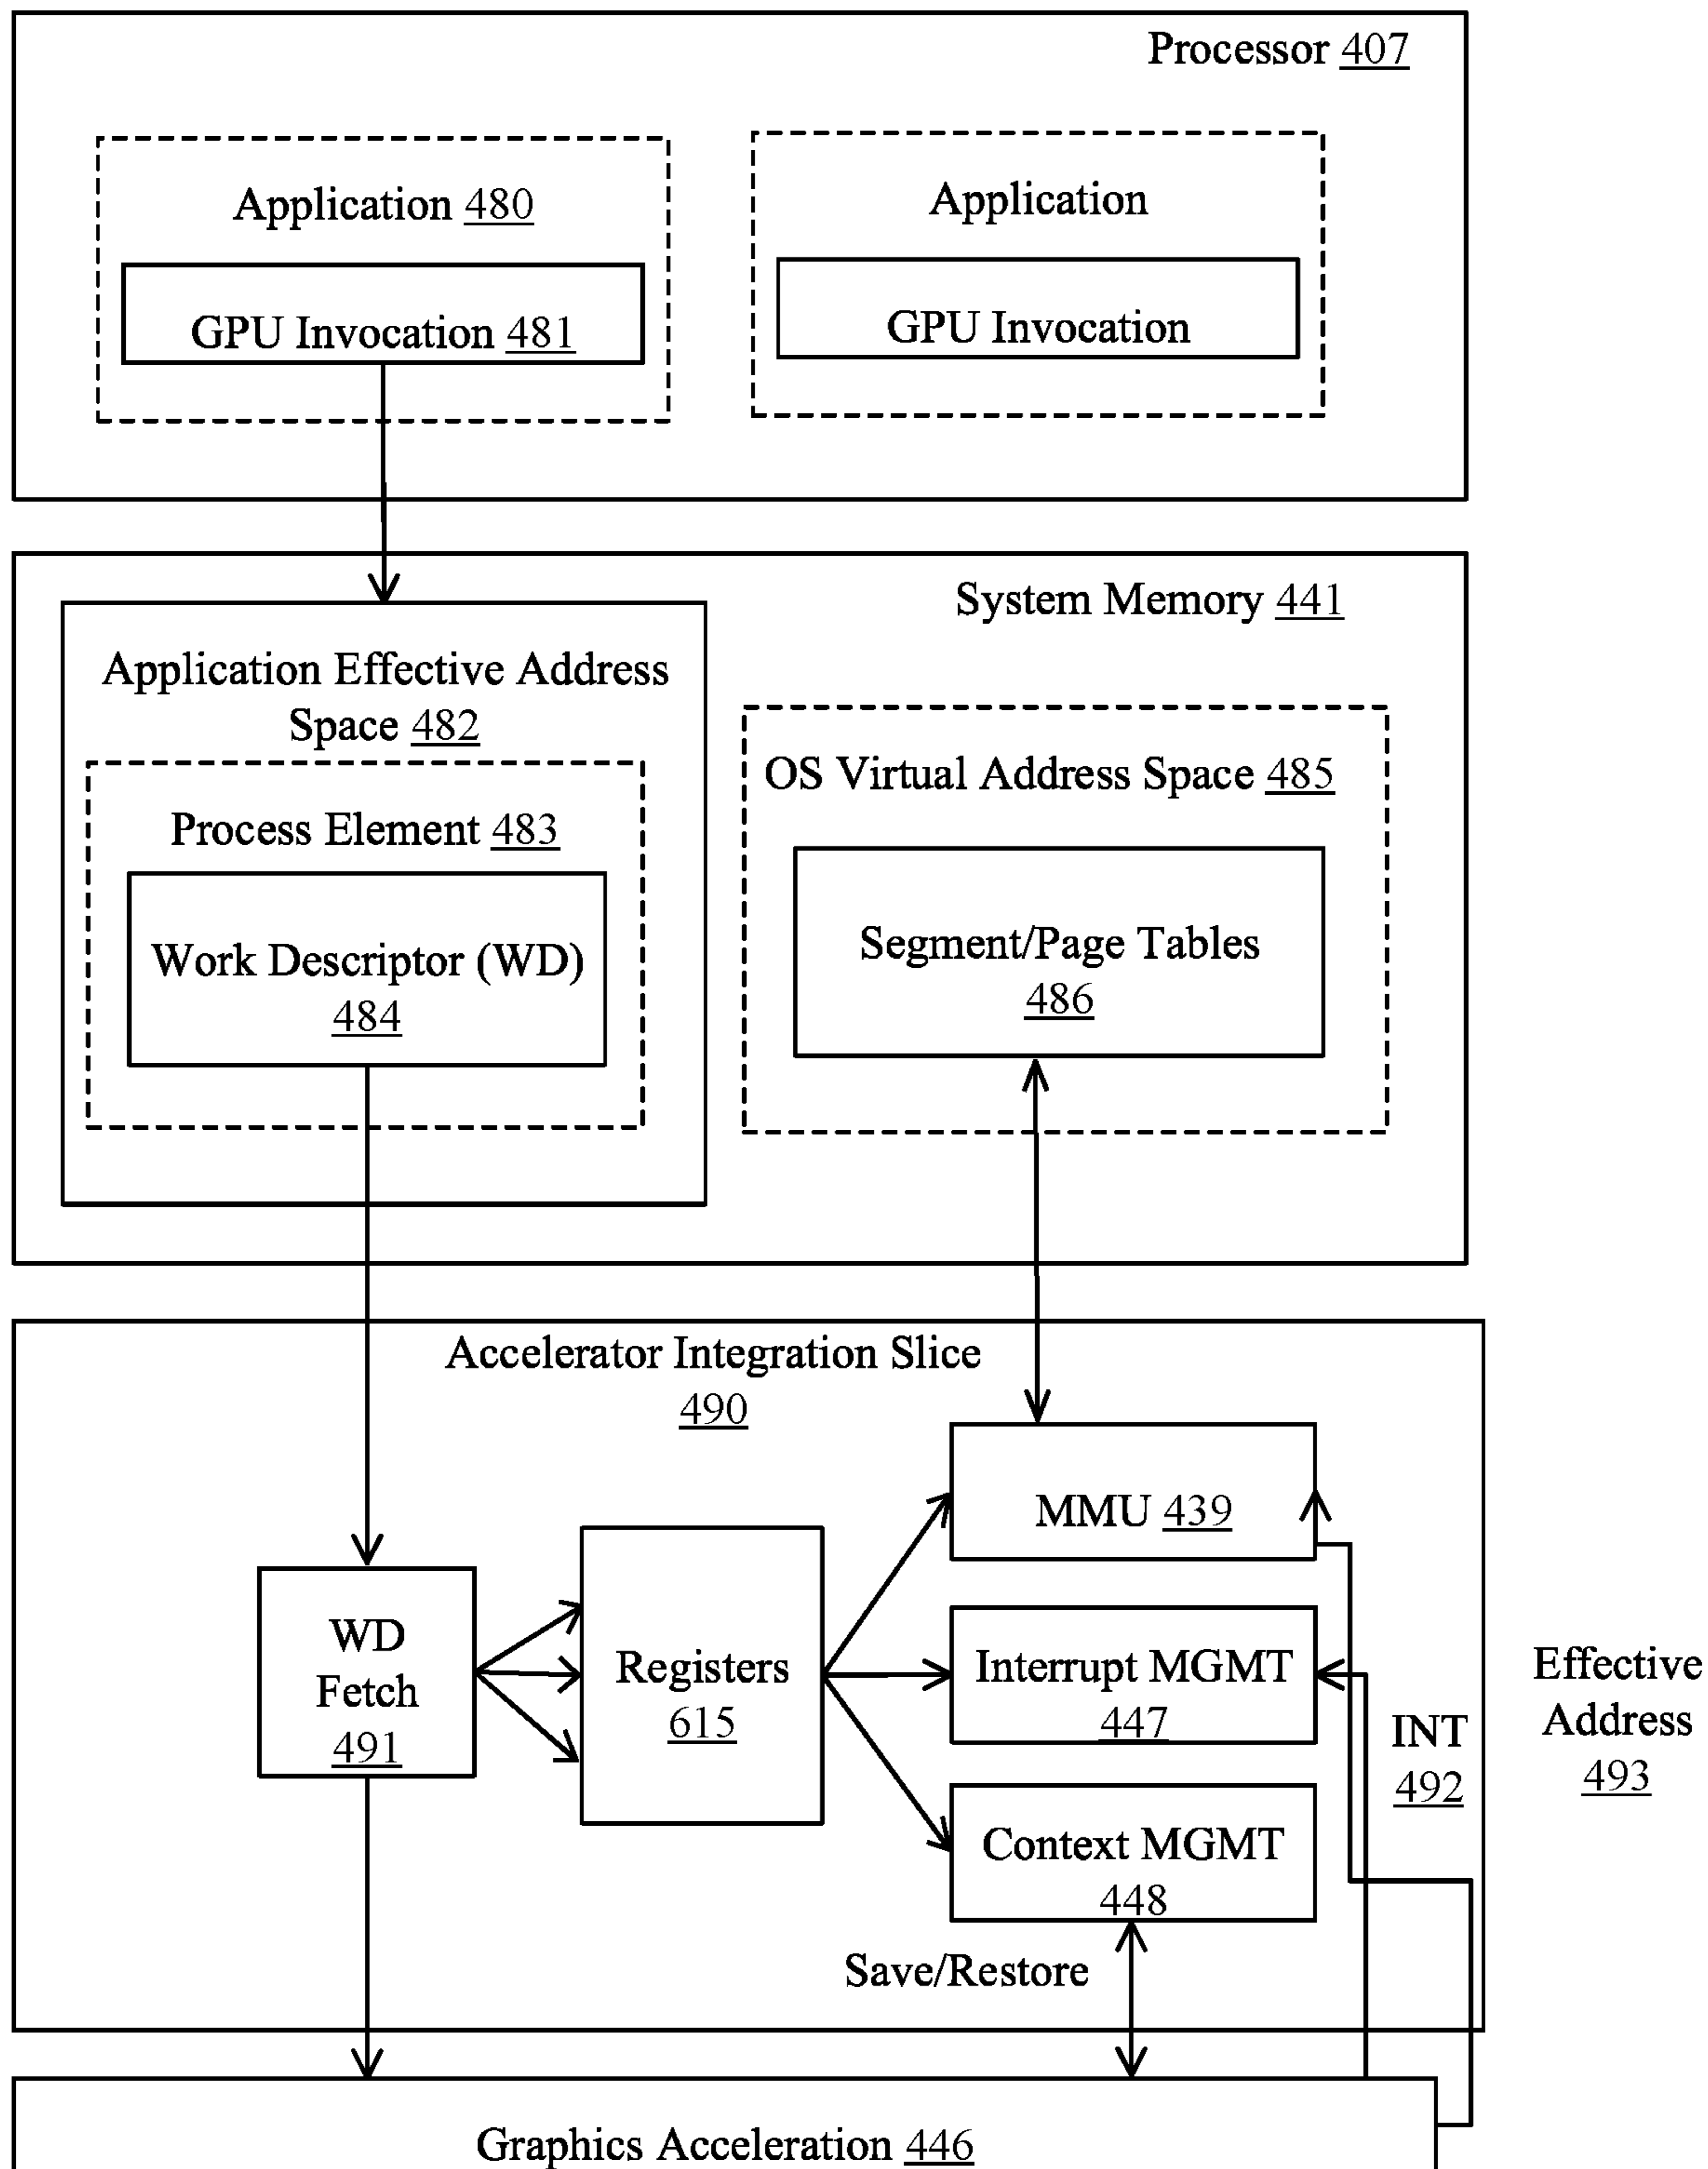 Processor 407
Application 480
GPU Invocation 481
Application
GPU Invocation
System Memory 441
Application Effective Address
Space 482
Process Element 483
Work Descriptor (WD)
484
OS Virtual Address Space 485
Segment/Page Tables
486
Accelerator Integration Slice
490
MMU 439
WD
Fetch
491
Registers
615
Interrupt MGMT
447
INT
492
Effective
Address
493
Context MGMT
448
Save/Restore
Graphics Acceleration 446